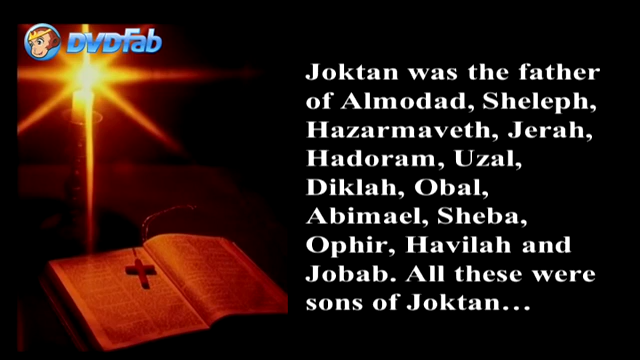 DVDFab
Joktan was the father
of Almodad, Sheleph,
Hazarmaveth, Jerah,
Hadoram, Uzal,
Diklah, Obal,
Abimael, Sheba,
Ophir, Havilah and
Jobab. All these were
sons of Joktan...